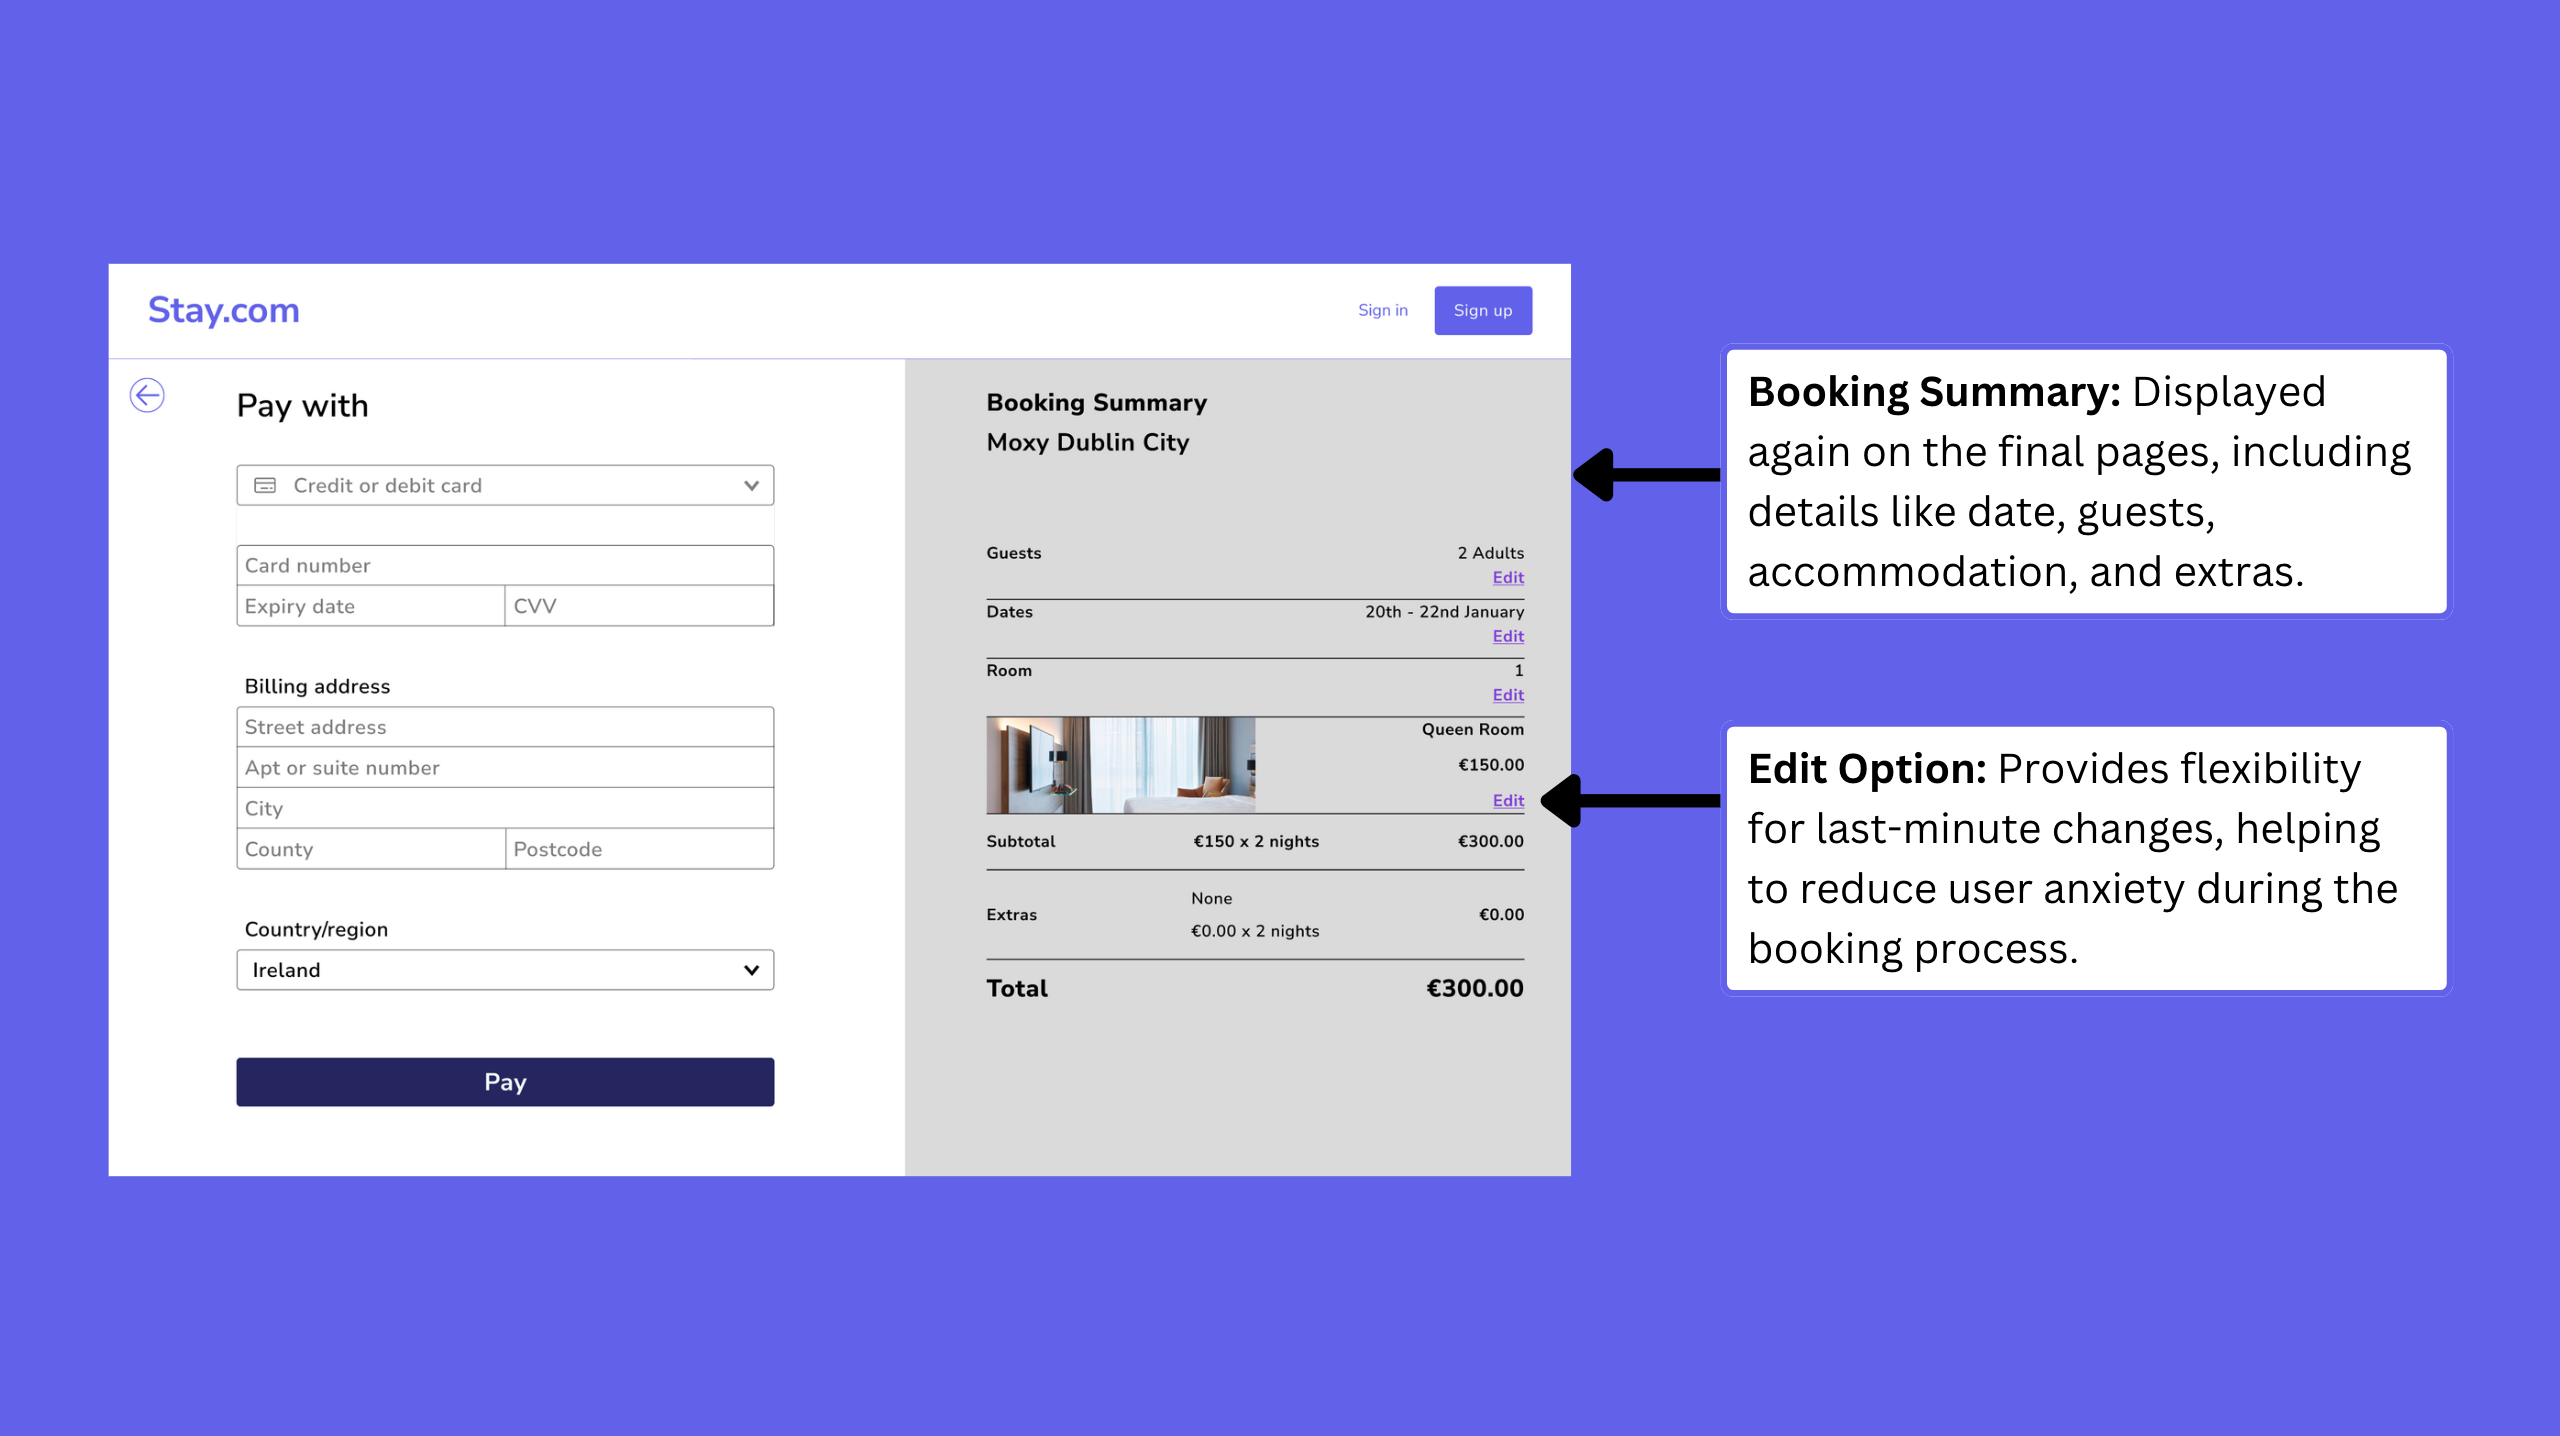 Stay.com
Sign in
Sign up
Pay with
Credit or debit card
Card number
Expiry date
CVV
Billing address
Street address
Apt or suite number
City
County
Postcode
Country/region
Ireland
Pay
Booking Summary
Moxy Dublin City
Guests
2 Adults
Edit
Dates
20th - 22nd January
Edit
Room
1
Edit
Queen Room
€150.00
Edit
Subtotal
€150 x 2 nights
€300.00
Extras
None
€0.00 x 2 nights
€0.00
Total
€300.00
Booking Summary: Displayed
again on the final pages, including
details like date, guests,
accommodation, and extras.
Edit Option: Provides flexibility
for last-minute changes, helping
to reduce user anxiety during the
booking process.